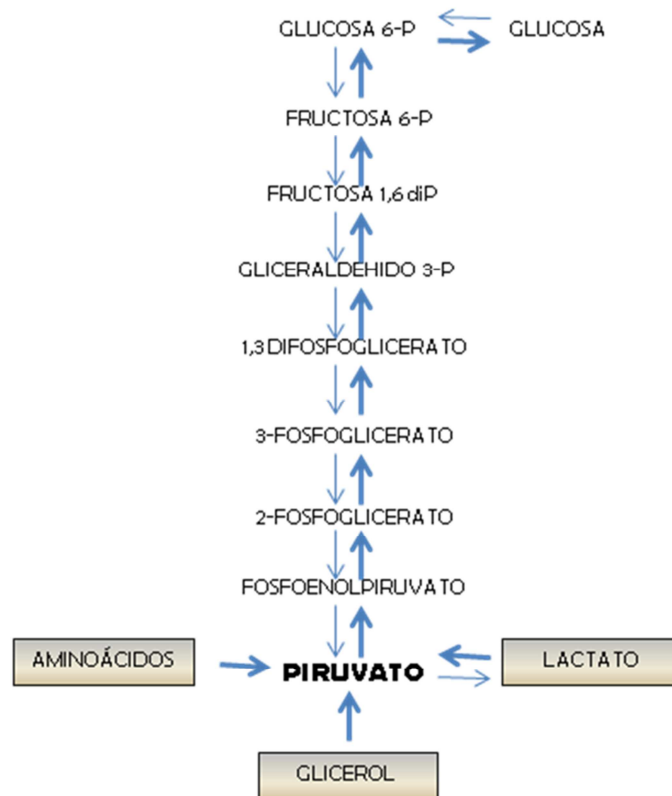 GLUCOSA 6-P GLUCOSA
FRUCTOSA 6-P
FRUCTOSA 1,6 diP
GLICERALDEHIDO 3-P
1,3 DIFOSFOGLICERATO
3-FOSFOGLICERATO
2-FOSFOGLICERATO
FOSFOENOLPIRUVATO
AMINOÁCIDOS PIRUVATO LACTATO
GLICEROL